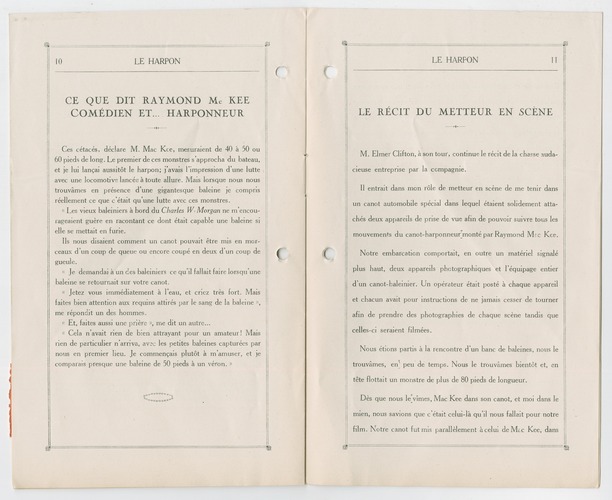 10
LE HARPON
CE QUE DIT RAYMOND Mc KEE
COMÉDIEN ET... HARPONNEUR
Ces cétacés, déclare M. Mac Kee, mesuraient de 40 à 50 ou
60 pieds de long. Le premier de ces monstres s'approcha du bateau,
et je lui lançai aussitôt le harpon; j'avais l'impression d'une lutte
avec une locomotive lancée à toute allure. Mais lorsque nous nous
trouvâmes en présence d'une gigantesque baleine je compris
réellement ce que c'était qu'une lutte avec ces monstres.
« Les vieux baleiniers à bord du Charles W. Morgan ne m'encou-
rageaient guère en racontant ce dont était capable une baleine si
elle se mettait en furie.
Ils nous disaient comment un canot pouvait être mis en mor-
ceaux d'un coup de queue ou encore coupé en deux d'un coup de
gueule.
« Je demandai à un des baleiniers ce qu'il fallait faire lorsqu'une
baleine se retournait sur votre canot.
« Jetez vous immédiatement à l'eau, et criez très fort. Mais
faites bien attention aux requins attirés par le sang de la baleine »,
me répondit un des hommes.
« Et, faites aussi une prière », me dit un autre...
« Cela n'avait rien de bien attrayant pour un amateur! Mais
rien de particulier n'arriva, avec les petites baleines capturées par
nous en premier lieu. Je commençais plutôt à m'amuser, et je
comparais presque une baleine de 50 pieds à un véron. »
LE HARPON
11
LE RÉCIT DU METTEUR EN SCÈNE
M. Elmer Clifton, à son tour, continue le récit de la chasse auda-
cieuse entreprise par la compagnie.
Il entrait dans mon rôle de metteur en scène de me tenir dans
un canot automobile spécial dans lequel étaient solidement atta-
chés deux appareils de prise de vue afin de pouvoir suivre tous les
mouvements du canot-harponneur monté par Raymond Mac Kee.
Notre embarcation comportait, en outre un matériel signalé
plus haut, deux appareils photographiques et l'équipage entier
d'un canot-baleinier. Un opérateur était posté à chaque appareil
et chacun avait pour instructions de ne jamais cesser de tourner
afin de prendre des photographies de chaque scène tandis que
celles-ci seraient filmées.
Nous étions partis à la rencontre d'un banc de baleines, nous le
trouvâmes, en peu de temps. Nous le trouvâmes bientôt et, en
tête flottait un monstre de plus de 80 pieds de longueur.
Dès que nous le vîmes, Mac Kee dans son canot, et moi dans le
mien, nous savions que c'était celui-là qu'il nous fallait pour notre
film. Notre canot fut mis parallèlement à celui de Mac Kee, dans